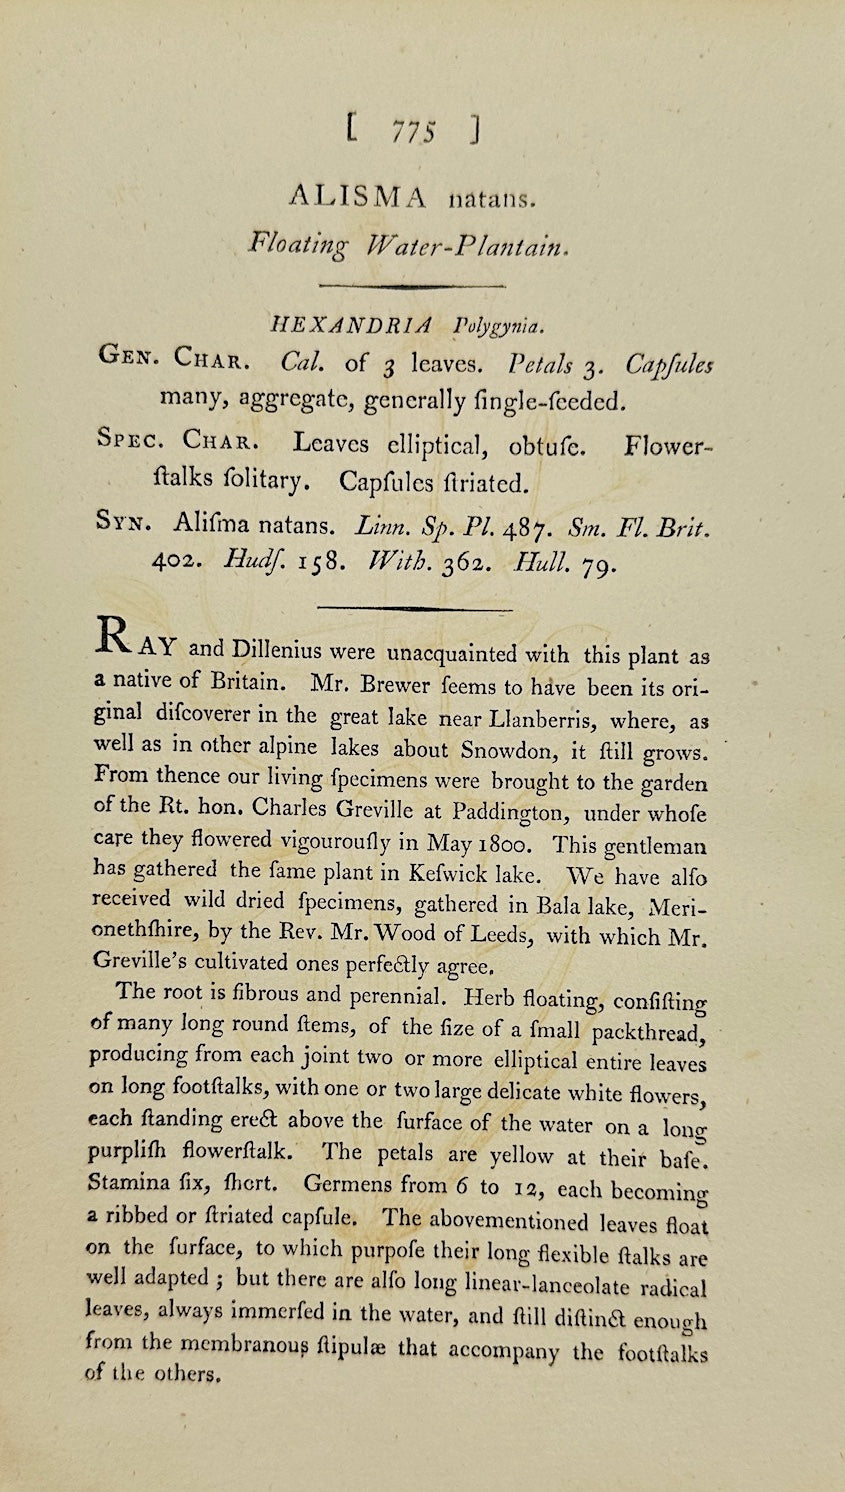 [ 775 ]
ALISMA natans.
Floating Water-Plantain.
HEXANDRIA Polygynia.
GEN. CHAR. Cal. of 3 leaves. Petals 3. Capſules
many, aggregate, generally ſingle-ſeeded.
SPEC. CHAR. Leaves elliptical, obtuſe. Flower-
ſtalks ſolitary. Capſules ſtriated.
SYN. Aliſma natans. Linn. Sp. Pl. 487. Sm. Fl. Brit.
402. Hudſ. 158. With. 362. Hull. 79.
RAY and Dillenius were unacquainted with this plant as
a native of Britain. Mr. Brewer ſeems to have been its ori-
ginal diſcoverer in the great lake near Llanberris, where, as
well as in other alpine lakes about Snowdon, it ſtill grows.
From thence our living ſpecimens were brought to the garden
of the Rt. hon. Charles Greville at Paddington, under whoſe
care they flowered vigourouſly in May 1800. This gentleman
has gathered the ſame plant in Keſwick lake. We have alſo
received wild dried ſpecimens, gathered in Bala lake, Meri-
onethſhire, by the Rev. Mr. Wood of Leeds, with which Mr.
Greville's cultivated ones perfectly agree.
The root is fibrous and perennial. Herb floating, conſiſting
of many long round ſtems, of the ſize of a ſmall packthread,
producing from each joint two or more elliptical entire leaves
on long footſtalks, with one or two large delicate white flowers,
each ſtanding erect above the ſurface of the water on a long
purpliſh flowerſtalk. The petals are yellow at their baſe.
Stamina ſix, ſhort. Germens from 6 to 12, each becoming
a ribbed or ſtriated capſule. The abovementioned leaves float
on the ſurface, to which purpoſe their long flexible ſtalks are
well adapted ; but there are alſo long linear-lanceolate radical
leaves, always immerſed in the water, and ſtill diſtinct enough
from the membranous ſtipulæ that accompany the footſtalks
of the others.